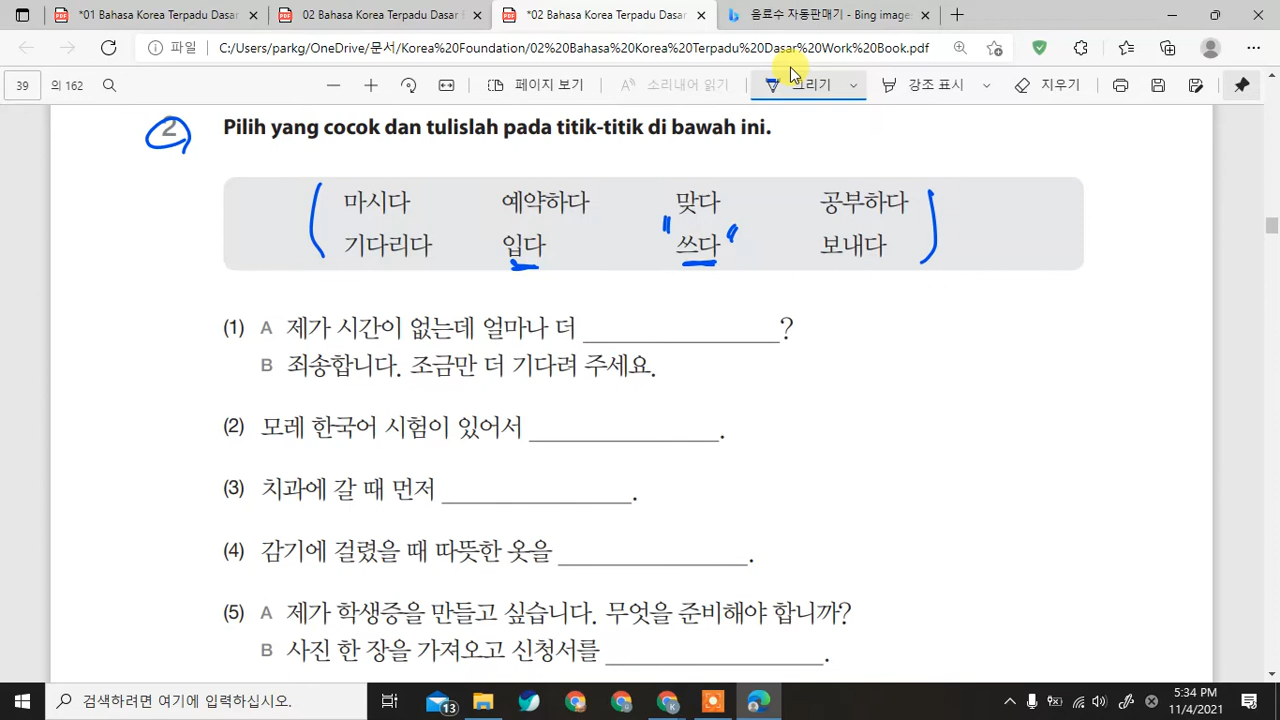 *01 Bahasa Korea Terpadu Dasar
02 Bahasa Korea Terpadu Dasar
*02 Bahasa Korea Terpadu Dasar
음료수 자동판매기 - Bing images
파일 C:/Users/parkg/OneDrive/문서/Korea%20Foundation/02%20Bahasa%20Korea%20Terpadu%20Dasar%20Work%20Book.pdf
39 의 162 페이지 보기 소리내어 읽기 그리기 강조 표시 지우기
2 Pilih yang cocok dan tulislah pada titik-titik di bawah ini.
마시다 예약하다 맞다 공부하다
기다리다 입다 쓰다 보내다
(1) A 제가 시간이 없는데 얼마나 더 ____________?
B 죄송합니다. 조금만 더 기다려 주세요.
(2) 모레 한국어 시험이 있어서 ____________.
(3) 치과에 갈 때 먼저 ____________.
(4) 감기에 걸렸을 때 따뜻한 옷을 ____________.
(5) A 제가 학생증을 만들고 싶습니다. 무엇을 준비해야 합니까?
B 사진 한 장을 가져오고 신청서를 ____________.
검색하려면 여기에 입력하십시오.
13
5:34 PM
11/4/2021